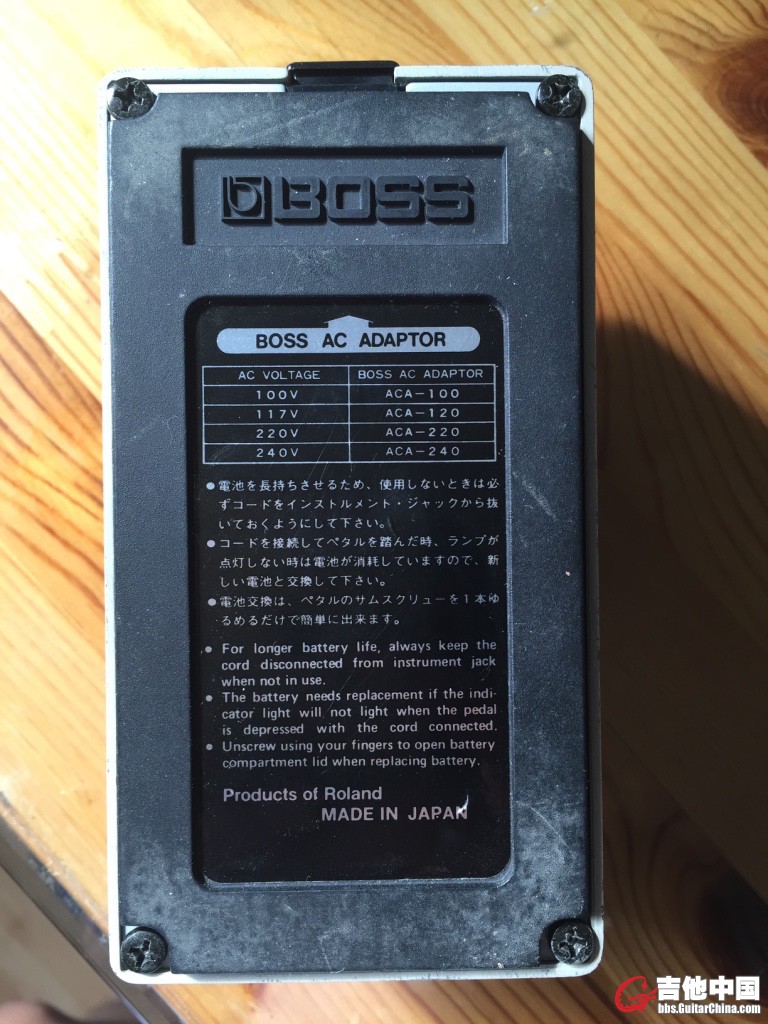 BOSS
BOSS AC ADAPTOR
AC VOLTAGE BOSS AC ADAPTOR
100V ACA-100
117V ACA-120
220V ACA-220
240V ACA-240
●電池を長持ちさせるため、使用しないときは必
ずコードをインストルメント・ジャックから抜
いておくようにして下さい。
●コードを接続してペタルを踏んだ時、ランプが
点灯しない時は電池が消耗していますので、新
しい電池と交換して下さい。
●電池交換は、ペタルのサムスクリューを1本ゆ
るめるだけで簡単に出来ます。
● For longer battery life, always keep the
cord disconnected from instrument jack
when not in use.
● The battery needs replacement if the indi-
cator light will not light when the pedal
is depressed with the cord connected.
● Unscrew using your fingers to open battery
compartment lid when replacing battery.
Products of Roland
MADE IN JAPAN
吉他中国
bbs.GuitarChina.com